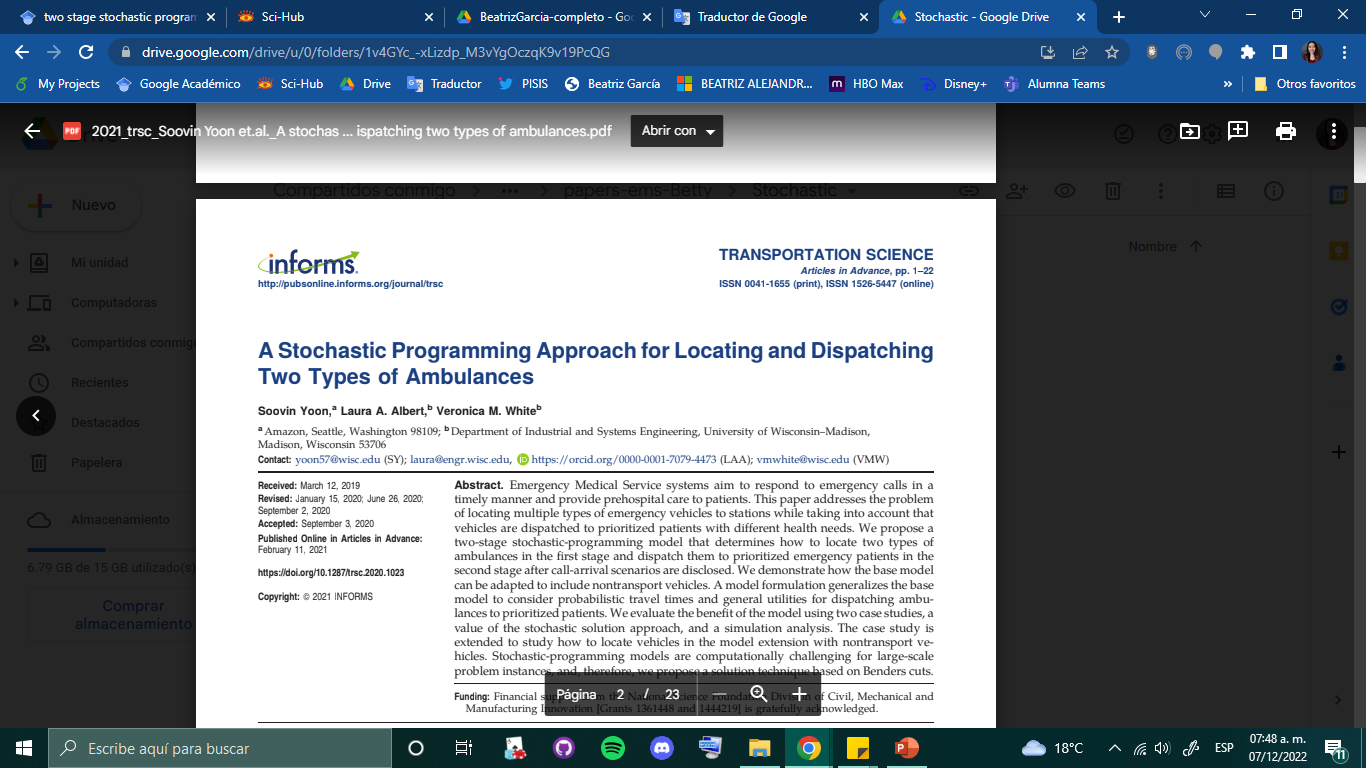 two stage stochastic program
Sci-Hub
BeatrizGarcia-completo - Goo
Traductor de Google
Stochastic - Google Drive
drive.google.com/drive/u/0/folders/1v4GYc_-xLizdp_M3vYgOczqK9v19PcQG
My Projects
Google Académico
Sci-Hub
Drive
Traductor
PISIS
Beatriz García
BEATRIZ ALEJANDR...
HBO Max
Disney+
Alumna Teams
»
Otros favoritos
PDF
2021_trsc_Soovin Yoon et.al._A stochas ... ispatching two types of ambulances.pdf
Abrir con
Compartidos conmigo > ... > papers-ems-Betty > Stochastic
Nuevo
Nombre
Mi unidad
Computadoras
Compartidos conmigo
Recientes
Destacados
Papelera
Almacenamiento
6.79 GB de 15 GB utilizado(s)
Comprar
almacenamiento
informs
http://pubsonline.informs.org/journal/trsc
TRANSPORTATION SCIENCE
Articles in Advance, pp. 1–22
ISSN 0041-1655 (print), ISSN 1526-5447 (online)
A Stochastic Programming Approach for Locating and Dispatching
Two Types of Ambulances
Soovin Yoon,a Laura A. Albert,b Veronica M. Whiteb
a Amazon, Seattle, Washington 98109; b Department of Industrial and Systems Engineering, University of Wisconsin–Madison,
Madison, Wisconsin 53706
Contact: yoon57@wisc.edu (SY); laura@engr.wisc.edu, iD https://orcid.org/0000-0001-7079-4473 (LAA); vmwhite@wisc.edu (VMW)
Received: March 12, 2019
Revised: January 15, 2020; June 26, 2020;
September 2, 2020
Accepted: September 3, 2020
Published Online in Articles in Advance:
February 11, 2021
https://doi.org/10.1287/trsc.2020.1023
Copyright: © 2021 INFORMS
Abstract. Emergency Medical Service systems aim to respond to emergency calls in a
timely manner and provide prehospital care to patients. This paper addresses the problem
of locating multiple types of emergency vehicles to stations while taking into account that
vehicles are dispatched to prioritized patients with different health needs. We propose a
two-stage stochastic-programming model that determines how to locate two types of
ambulances in the first stage and dispatch them to prioritized emergency patients in the
second stage after call-arrival scenarios are disclosed. We demonstrate how the base model
can be adapted to include nontransport vehicles. A model formulation generalizes the base
model to consider probabilistic travel times and general utilities for dispatching ambu-
lances to prioritized patients. We evaluate the benefit of the model using two case studies, a
value of the stochastic solution approach, and a simulation analysis. The case study is
extended to study how to locate vehicles in the model extension with nontransport ve-
hicles. Stochastic-programming models are computationally challenging for large-scale
problem instances, and, therefore, we propose a solution technique based on Benders cuts.
Funding: Financial support from the National Science Foundation, Division of Civil, Mechanical and
Manufacturing Innovation [Grants 1361448 and 1444219] is gratefully acknowledged.
Página 2 / 23
Escribe aquí para buscar
18°C
ESP
07:48 a. m.
07/12/2022
11